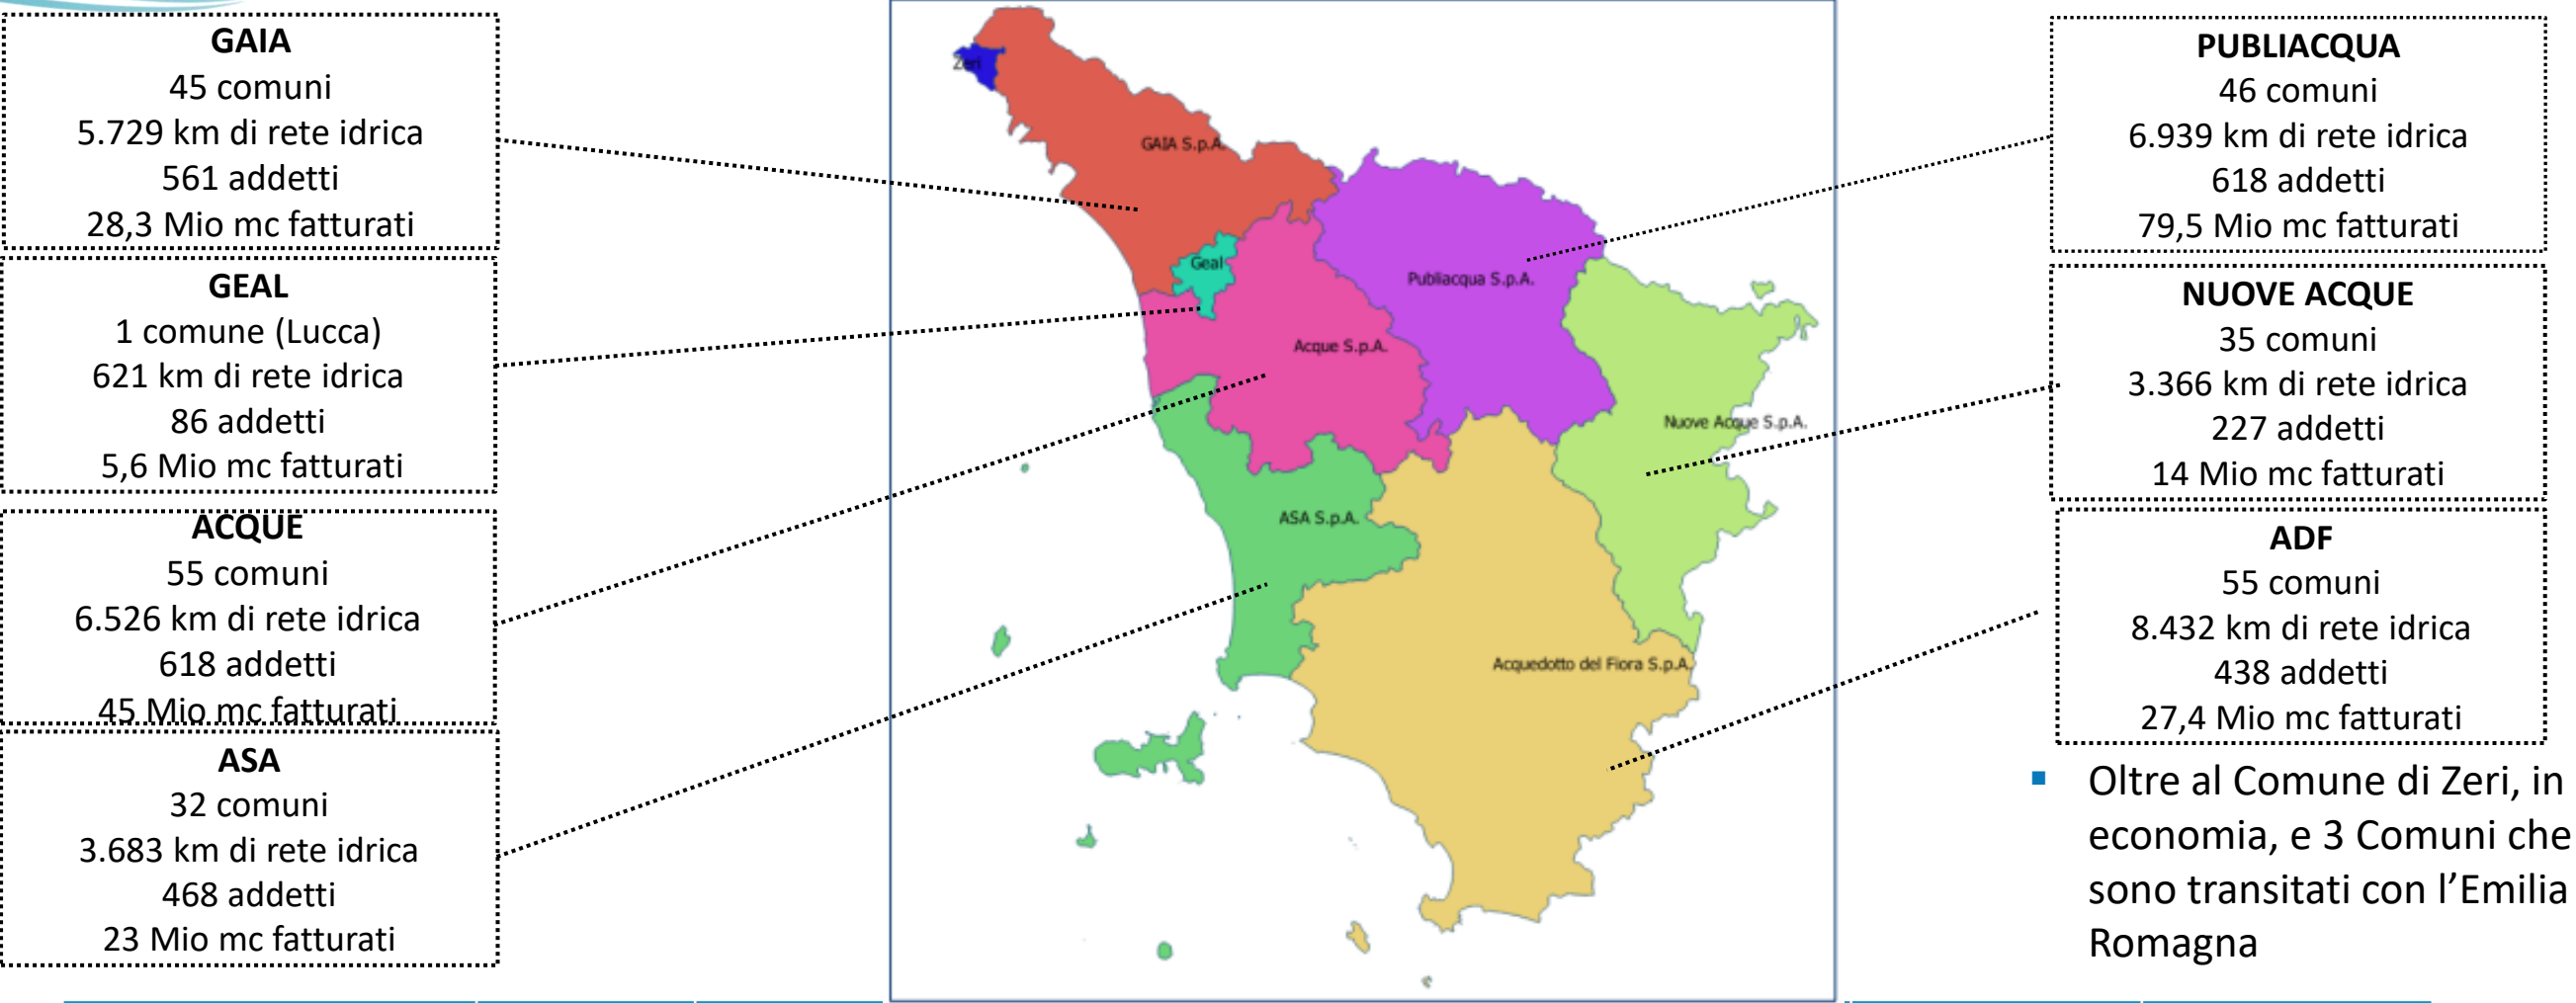 GAIA
45 comuni
5.729 km di rete idrica
561 addetti
28,3 Mio mc fatturati
GEAL
1 comune (Lucca)
621 km di rete idrica
86 addetti
5,6 Mio mc fatturati
ACQUE
55 comuni
6.526 km di rete idrica
618 addetti
45 Mio mc fatturati
ASA
32 comuni
3.683 km di rete idrica
468 addetti
23 Mio mc fatturati
Zeri
GAIA S.p.A.
Geal
Publiacqua S.p.A.
Acque S.p.A.
Nuove Acque S.p.A.
ASA S.p.A.
Acquedotto del Fiora S.p.A.
PUBLIACQUA
46 comuni
6.939 km di rete idrica
618 addetti
79,5 Mio mc fatturati
NUOVE ACQUE
35 comuni
3.366 km di rete idrica
227 addetti
14 Mio mc fatturati
ADF
55 comuni
8.432 km di rete idrica
438 addetti
27,4 Mio mc fatturati
▪ Oltre al Comune di Zeri, in
economia, e 3 Comuni che
sono transitati con l’Emilia
Romagna